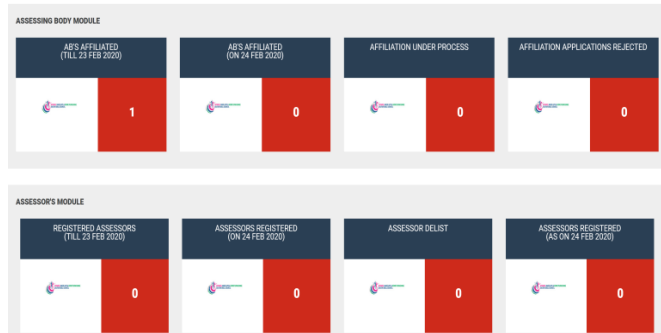 ASSESSING BODY MODULE
AB'S AFFILIATED
(TILL 23 FEB 2020)
AB'S AFFILIATED
(ON 24 FEB 2020)
AFFILIATION UNDER PROCESS
AFFILIATION APPLICATIONS REJECTED
1
0
0
0
ASSESSOR'S MODULE
REGISTERED ASSESSORS
(TILL 23 FEB 2020)
ASSESSORS REGISTERED
(ON 24 FEB 2020)
ASSESSOR DELIST
ASSESSORS REGISTERED
(AS ON 24 FEB 2020)
0
0
0
0